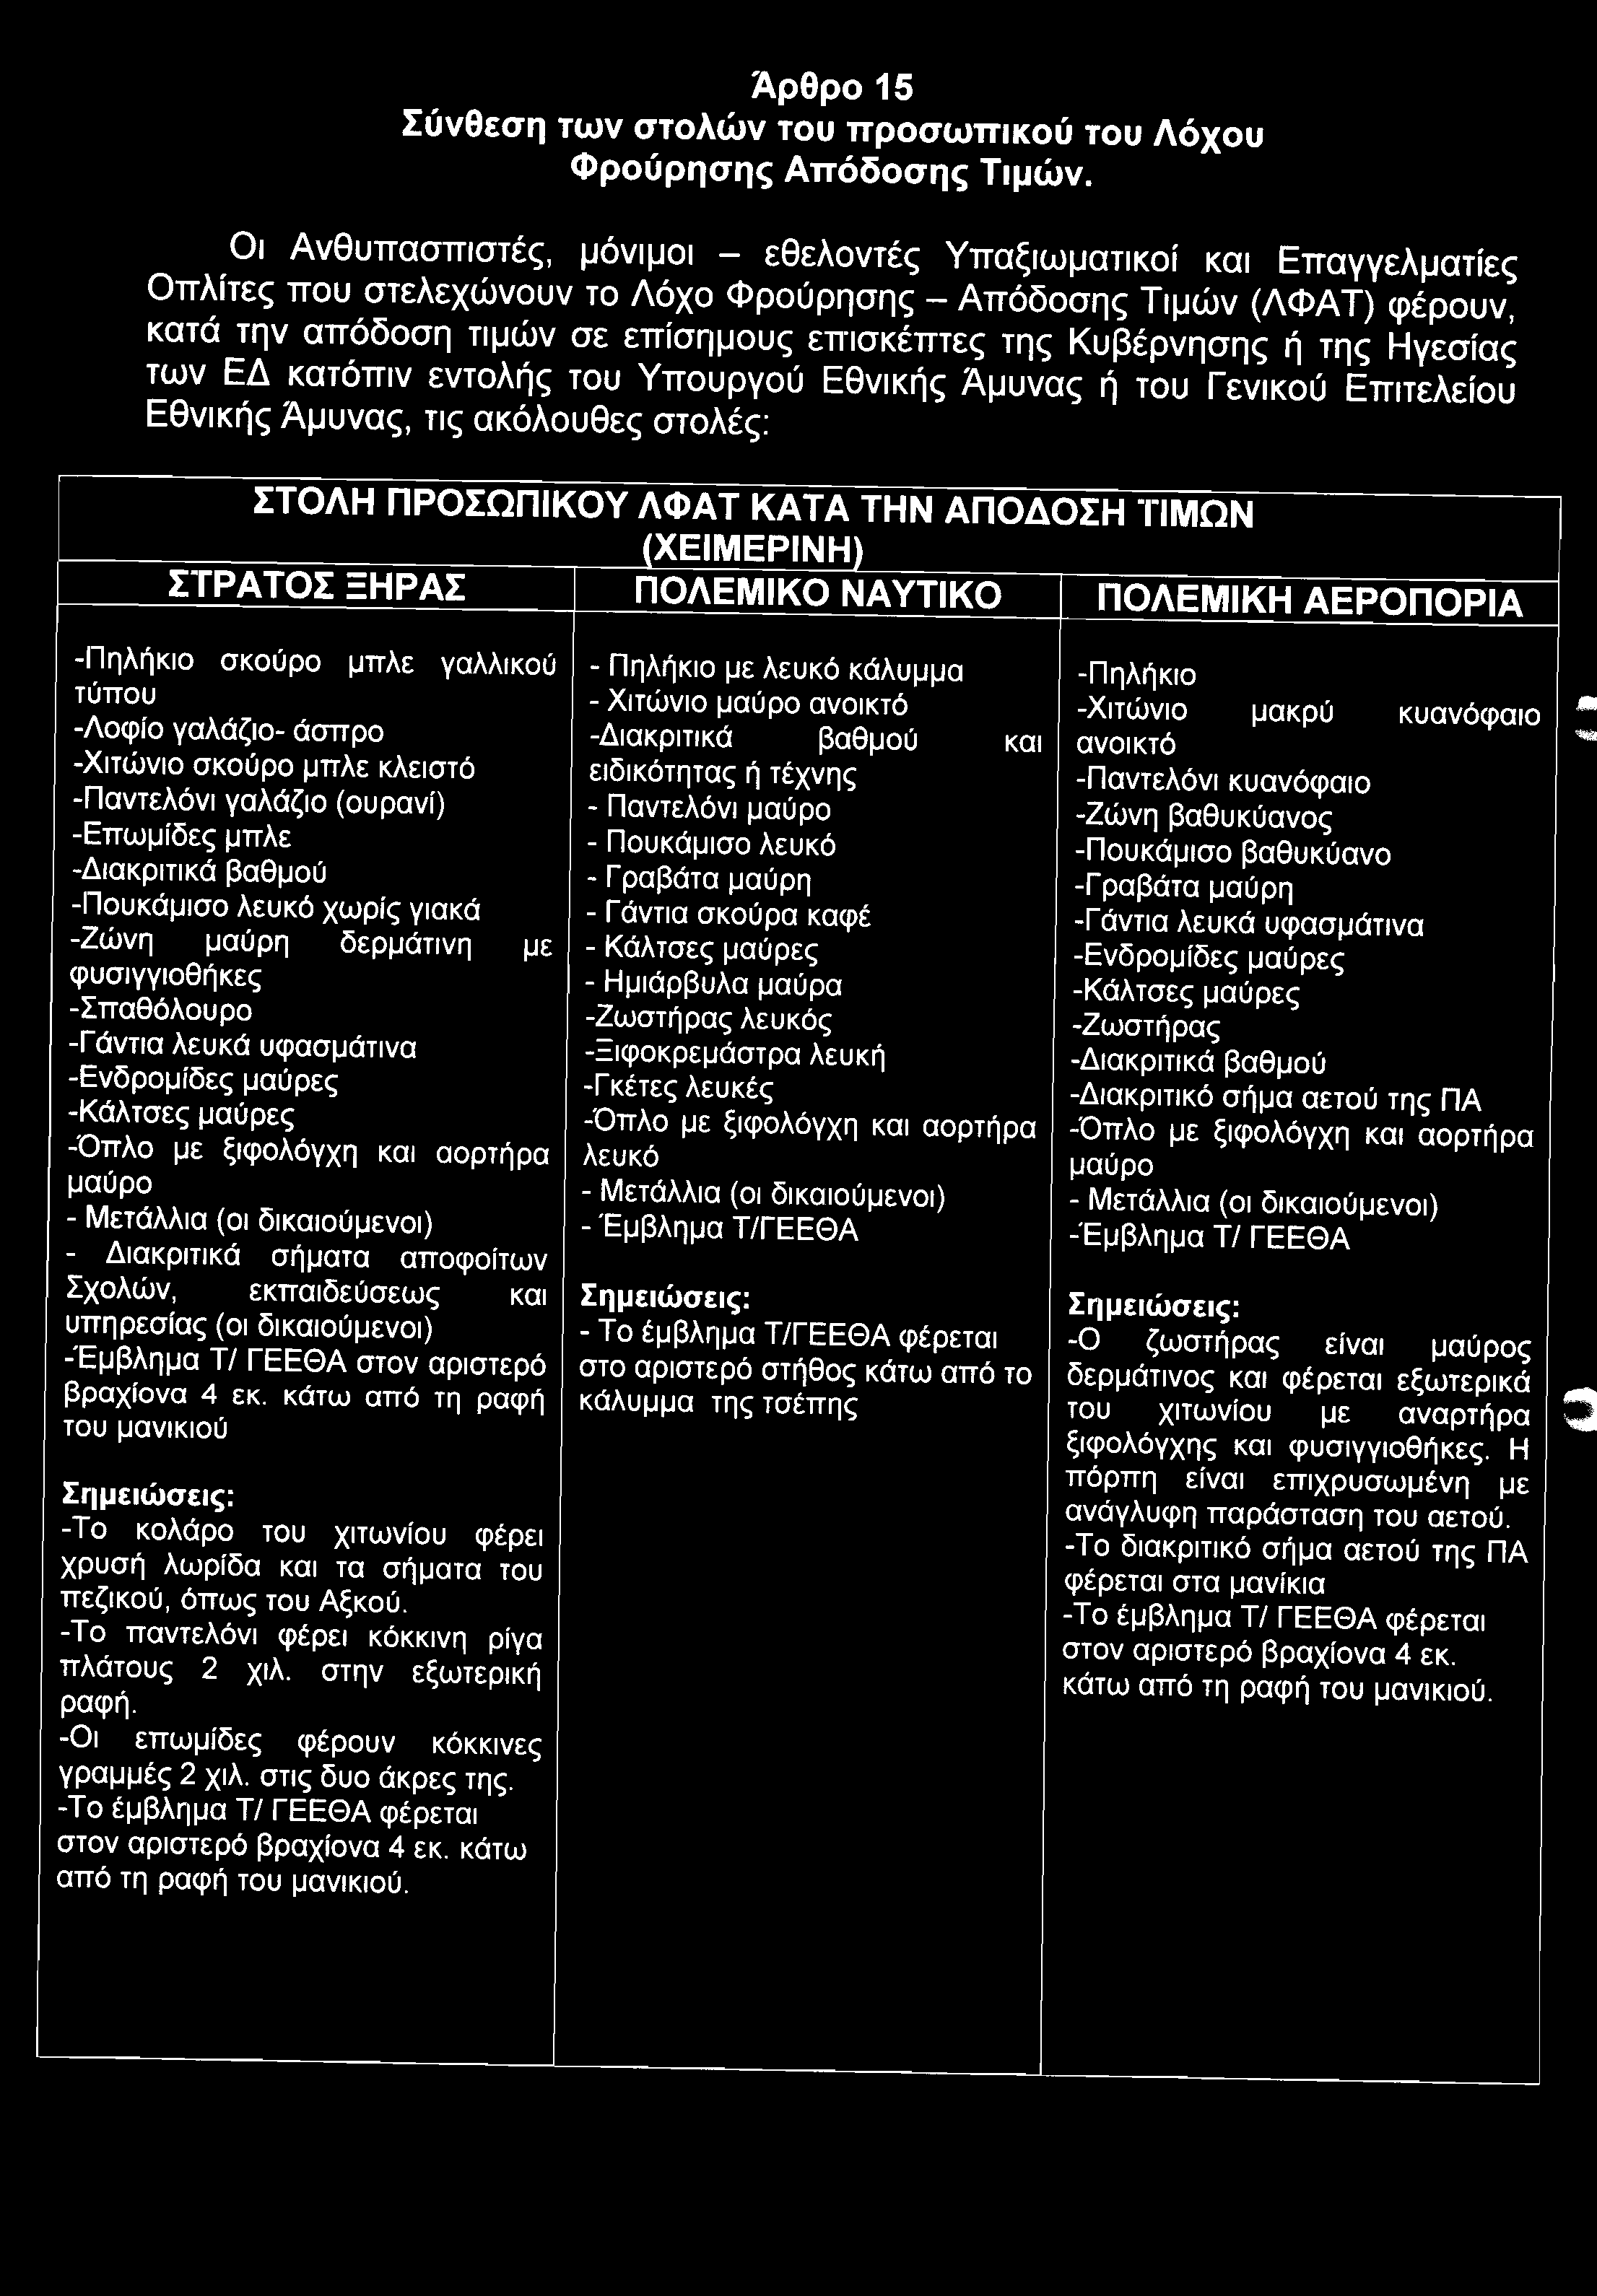 Άρθρο 15
Σύνθεση των στολών του προσωπικού του Λόχου
Φρούρησης Απόδοσης Τιμών.
Οι Ανθυπασπιστές, μόνιμοι – εθελοντές Υπαξιωματικοί και Επαγγελματίες
Οπλίτες που στελεχώνουν το Λόχο Φρούρησης – Απόδοσης Τιμών (ΛΦΑΤ) φέρουν,
κατά την απόδοση τιμών σε επίσημους επισκέπτες της Κυβέρνησης ή της Ηγεσίας
των ΕΔ κατόπιν εντολής του Υπουργού Εθνικής Άμυνας ή του Γενικού Επιτελείου
Εθνικής Άμυνας, τις ακόλουθες στολές:
ΣΤΟΛΗ ΠΡΟΣΩΠΙΚΟΥ ΛΦΑΤ ΚΑΤΑ ΤΗΝ ΑΠΟΔΟΣΗ ΤΙΜΩΝ
(ΧΕΙΜΕΡΙΝΗ)
ΣΤΡΑΤΟΣ ΞΗΡΑΣ
-Πηλήκιο σκούρο μπλε γαλλικού
τύπου
-Λοφίο γαλάζιο- άσπρο
-Χιτώνιο σκούρο μπλε κλειστό
-Παντελόνι γαλάζιο (ουρανί)
-Επωμίδες μπλε
-Διακριτικά βαθμού
-Πουκάμισο λευκό χωρίς γιακά
-Ζώνη μαύρη δερμάτινη με
φυσιγγιοθήκες
-Σπαθόλουρο
-Γάντια λευκά υφασμάτινα
-Ενδρομίδες μαύρες
-Κάλτσες μαύρες
-Όπλο με ξιφολόγχη και αορτήρα
μαύρο
- Μετάλλια (οι δικαιούμενοι)
- Διακριτικά σήματα αποφοίτων
Σχολών, εκπαιδεύσεως και
υπηρεσίας (οι δικαιούμενοι)
-Έμβλημα Τ/ ΓΕΕΘΑ στον αριστερό
βραχίονα 4 εκ. κάτω από τη ραφή
του μανικιού
Σημειώσεις:
-Το κολάρο του χιτωνίου φέρει
χρυσή λωρίδα και τα σήματα του
πεζικού, όπως του Αξκού.
-Το παντελόνι φέρει κόκκινη ρίγα
πλάτους 2 χιλ. στην εξωτερική
ραφή.
-Οι επωμίδες φέρουν κόκκινες
γραμμές 2 χιλ. στις δυο άκρες της.
-Το έμβλημα Τ/ ΓΕΕΘΑ φέρεται
στον αριστερό βραχίονα 4 εκ. κάτω
από τη ραφή του μανικιού.
ΠΟΛΕΜΙΚΟ ΝΑΥΤΙΚΟ
- Πηλήκιο με λευκό κάλυμμα
- Χιτώνιο μαύρο ανοικτό
-Διακριτικά βαθμού και
ειδικότητας ή τέχνης
- Παντελόνι μαύρο
- Πουκάμισο λευκό
- Γραβάτα μαύρη
- Γάντια σκούρα καφέ
- Κάλτσες μαύρες
- Ημιάρβυλα μαύρα
-Ζωστήρας λευκός
-Ξιφοκρεμάστρα λευκή
-Γκέτες λευκές
-Όπλο με ξιφολόγχη και αορτήρα
λευκό
- Μετάλλια (οι δικαιούμενοι)
- Έμβλημα Τ/ΓΕΕΘΑ
Σημειώσεις:
- Το έμβλημα Τ/ΓΕΕΘΑ φέρεται
στο αριστερό στήθος κάτω από το
κάλυμμα της τσέπης
ΠΟΛΕΜΙΚΗ ΑΕΡΟΠΟΡΙΑ
-Πηλήκιο
-Χιτώνιο μακρύ κυανόφαιο
ανοικτό
-Παντελόνι κυανόφαιο
-Ζώνη βαθυκύανος
-Πουκάμισο βαθυκύανο
-Γραβάτα μαύρη
-Γάντια λευκά υφασμάτινα
-Ενδρομίδες μαύρες
-Κάλτσες μαύρες
-Ζωστήρας
-Διακριτικά βαθμού
-Διακριτικό σήμα αετού της ΠΑ
-Όπλο με ξιφολόγχη και αορτήρα
μαύρο
- Μετάλλια (οι δικαιούμενοι)
-Έμβλημα Τ/ ΓΕΕΘΑ
Σημειώσεις:
-Ο ζωστήρας είναι μαύρος
δερμάτινος και φέρεται εξωτερικά
του χιτωνίου με αναρτήρα
ξιφολόγχης και φυσιγγιοθήκες. Η
πόρπη είναι επιχρυσωμένη με
ανάγλυφη παράσταση του αετού.
-Το διακριτικό σήμα αετού της ΠΑ
φέρεται στα μανίκια
-Το έμβλημα Τ/ ΓΕΕΘΑ φέρεται
στον αριστερό βραχίονα 4 εκ.
κάτω από τη ραφή του μανικιού.